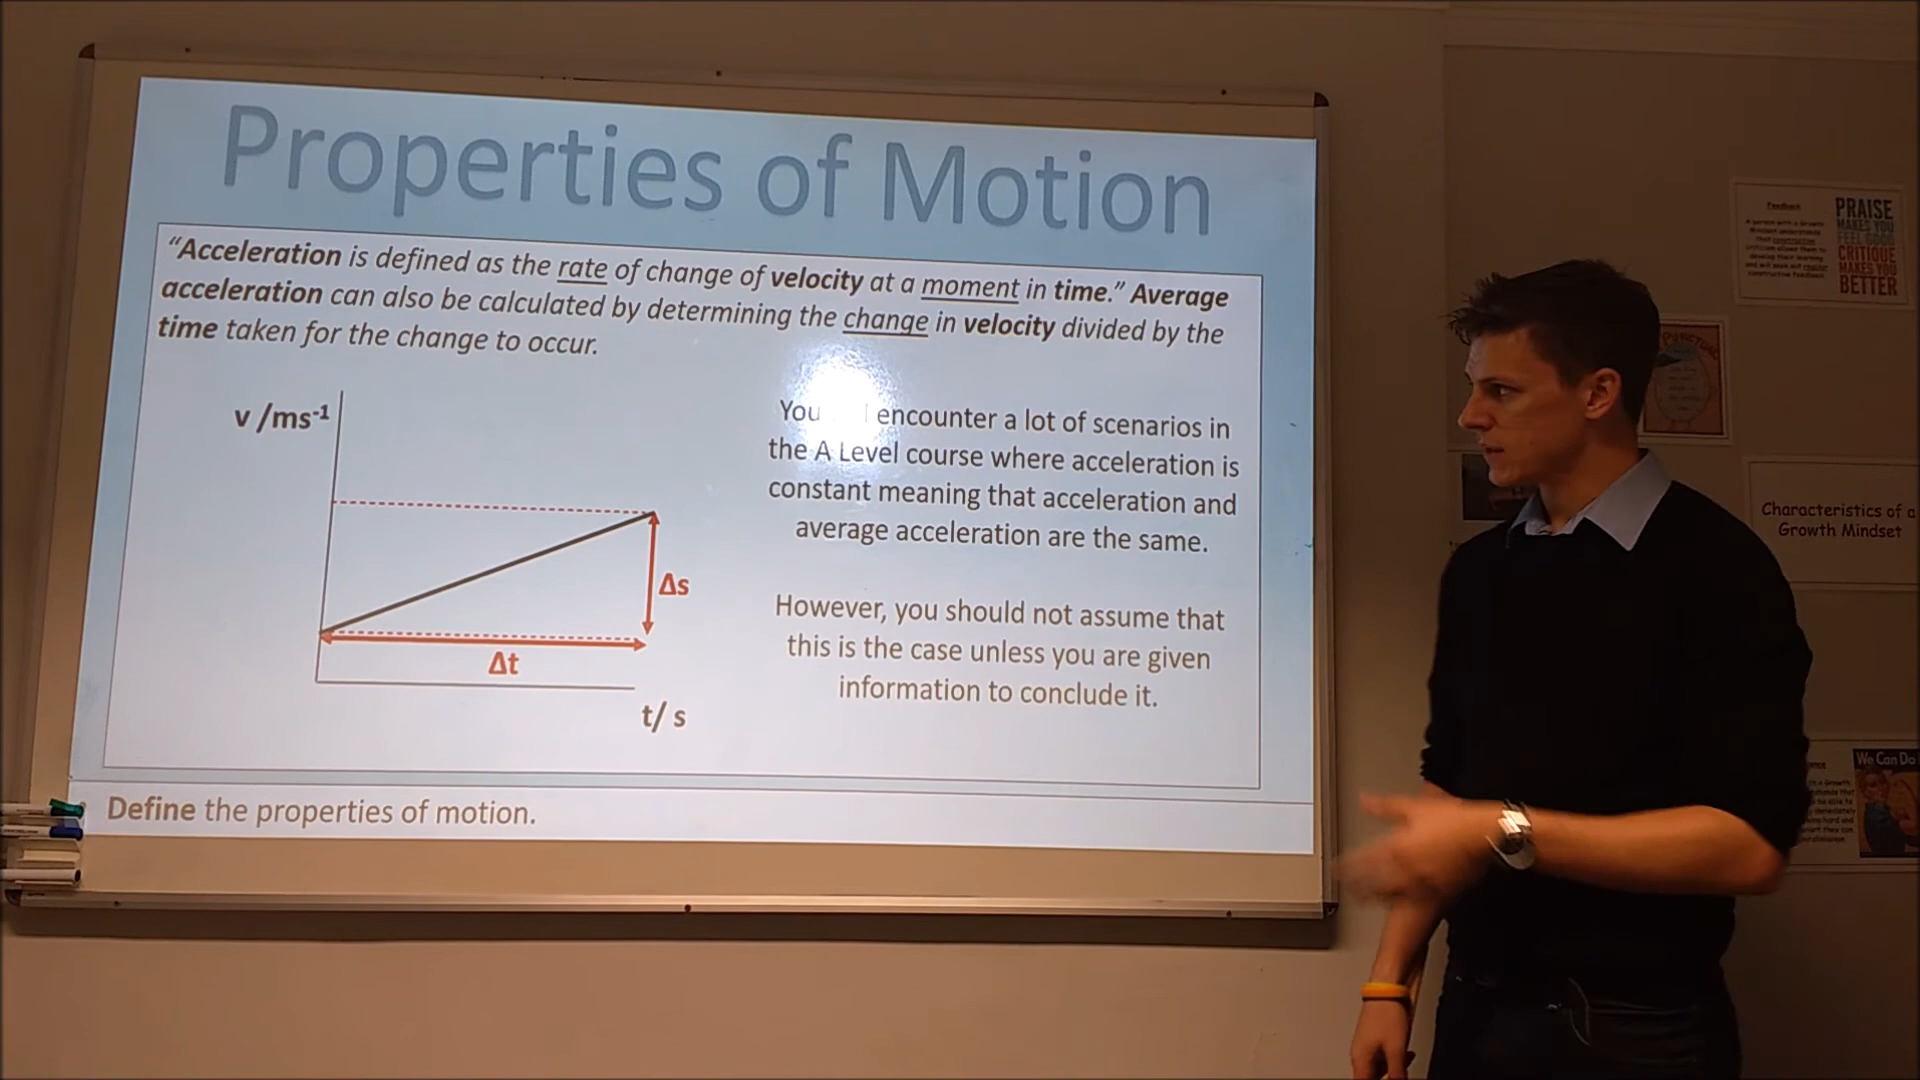 Properties of Motion
“Acceleration is defined as the rate of change of velocity at a moment in time.” Average
acceleration can also be calculated by determining the change in velocity divided by the
time taken for the change to occur.
v /ms-1
Δs
Δt
t/ s
You encounter a lot of scenarios in
the A Level course where acceleration is
constant meaning that acceleration and
average acceleration are the same.
However, you should not assume that
this is the case unless you are given
information to conclude it.
Define the properties of motion.
Feedback
PRAISE
MAKES YOU
FEEL GOOD
CRITIQUE
MAKES YOU
BETTER
Characteristics of a
Growth Mindset
We Can Do